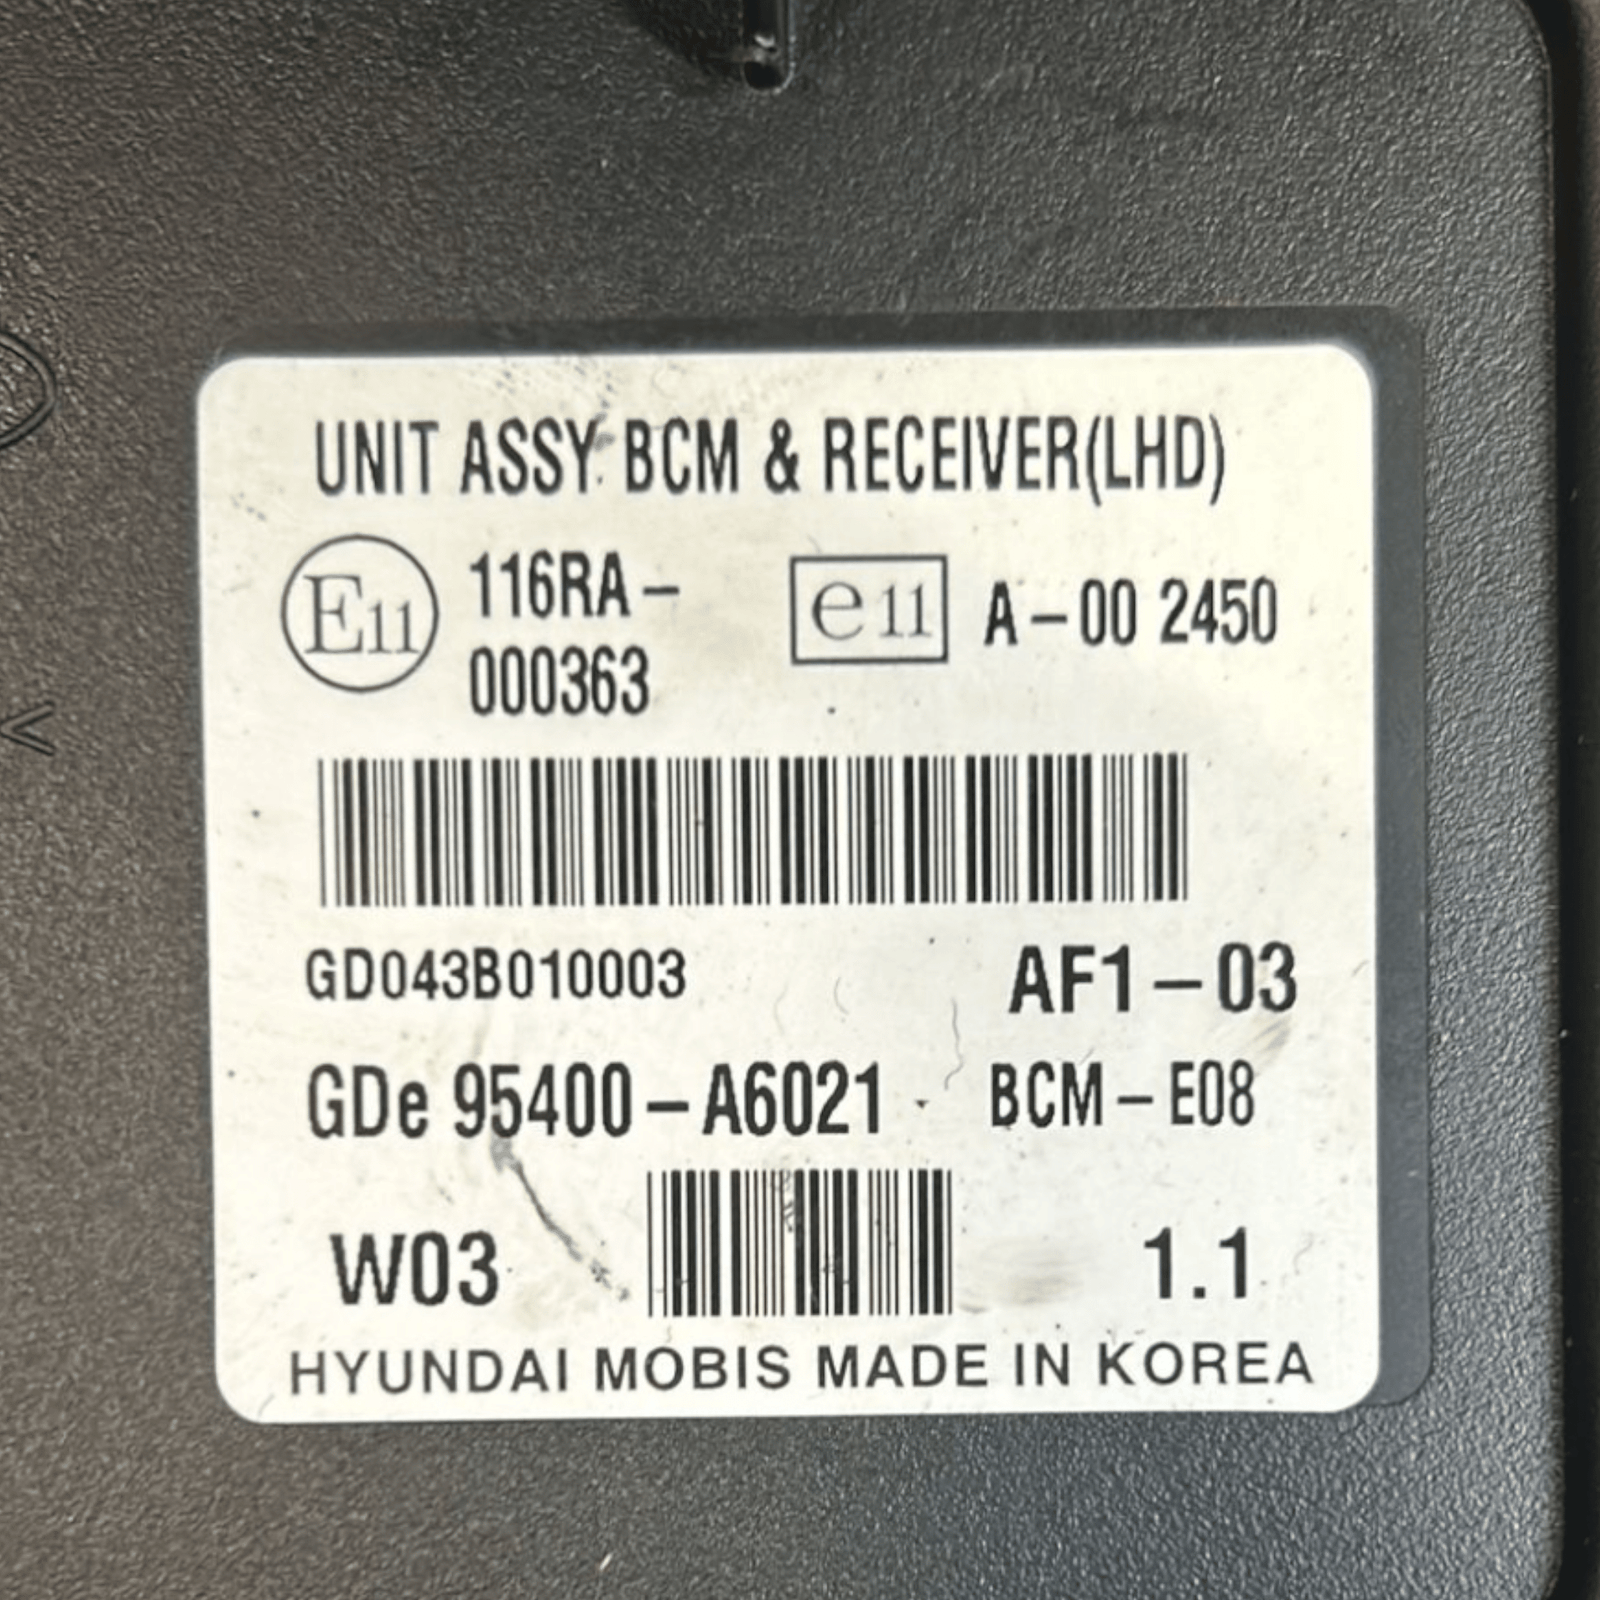 UNIT ASSY BCM & RECEIVER(LHD)
E11 116RA-000363 e11 A-00 2450
GD043B010003 AF1-03
GDe 95400-A6021 BCM-E08
W03 1.1
HYUNDAI MOBIS MADE IN KOREA